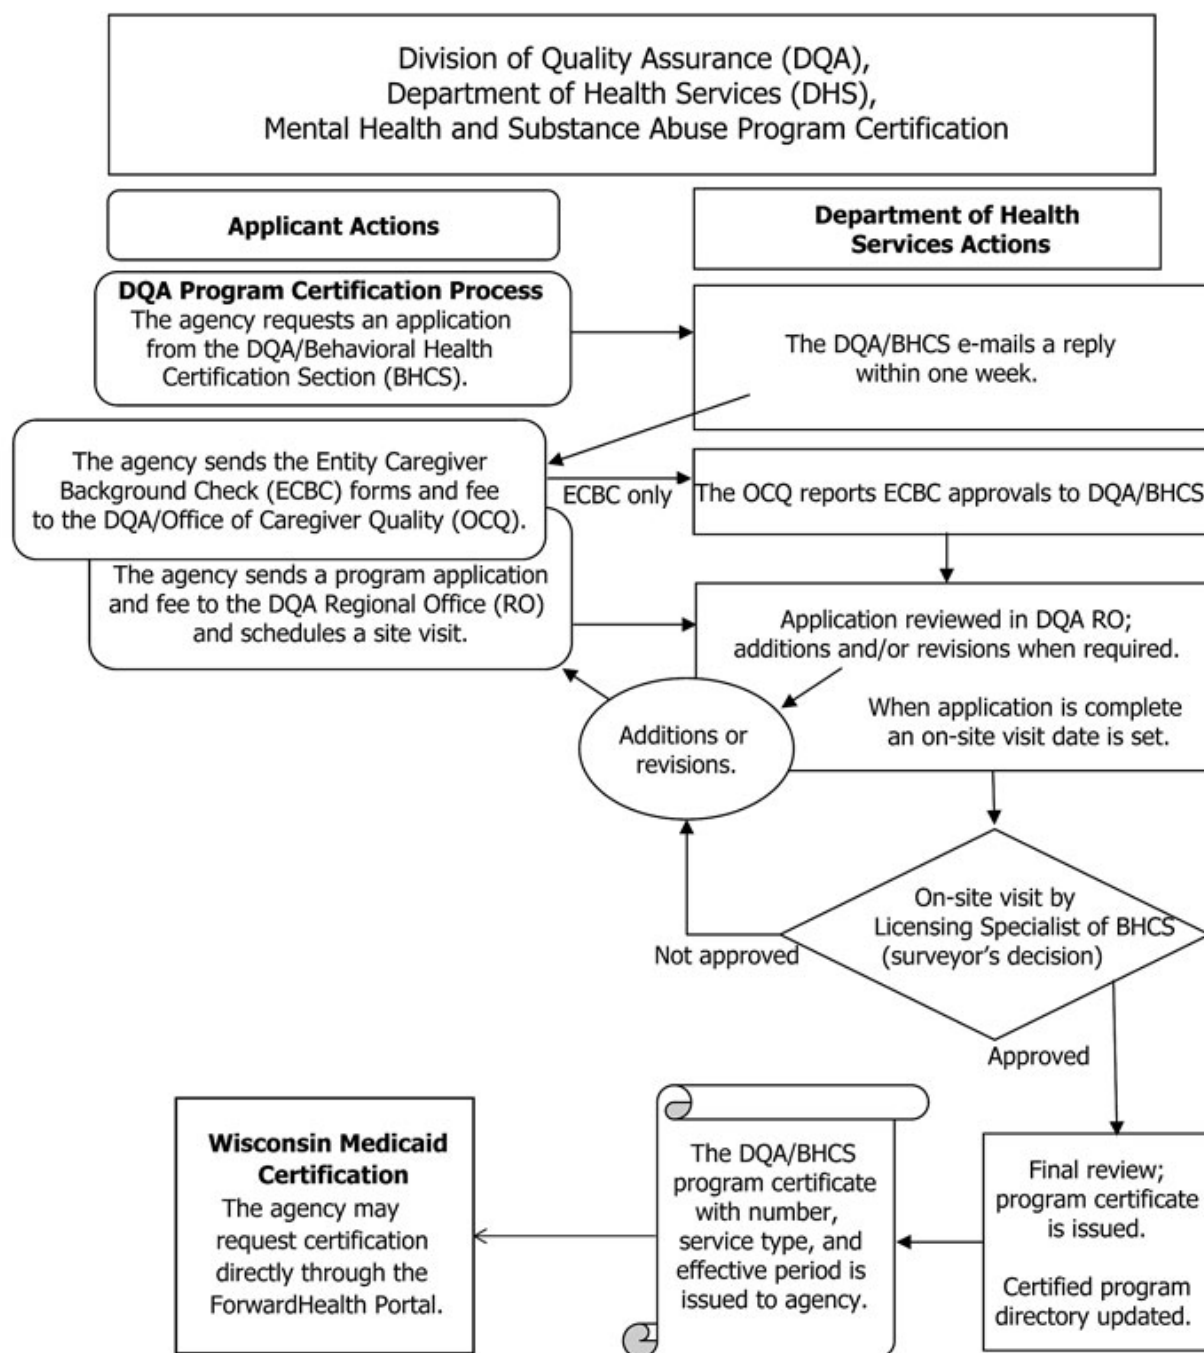 Division of Quality Assurance (DQA),
Department of Health Services (DHS),
Mental Health and Substance Abuse Program Certification
Applicant Actions
Department of Health
Services Actions
DQA Program Certification Process
The agency requests an application
from the DQA/Behavioral Health
Certification Section (BHCS).
The DQA/BHCS e-mails a reply
within one week.
The agency sends the Entity Caregiver
Background Check (ECBC) forms and fee
to the DQA/Office of Caregiver Quality (OCQ).
ECBC only
The OCQ reports ECBC approvals to DQA/BHCS
The agency sends a program application
and fee to the DQA Regional Office (RO)
and schedules a site visit.
Application reviewed in DQA RO;
additions and/or revisions when required.
When application is complete
an on-site visit date is set.
Additions or
revisions.
On-site visit by
Licensing Specialist of BHCS
(surveyor’s decision)
Not approved
Approved
Wisconsin Medicaid
Certification
The agency may
request certification
directly through the
ForwardHealth Portal.
The DQA/BHCS
program certificate
with number,
service type, and
effective period is
issued to agency.
Final review;
program certificate
is issued.
Certified program
directory updated.